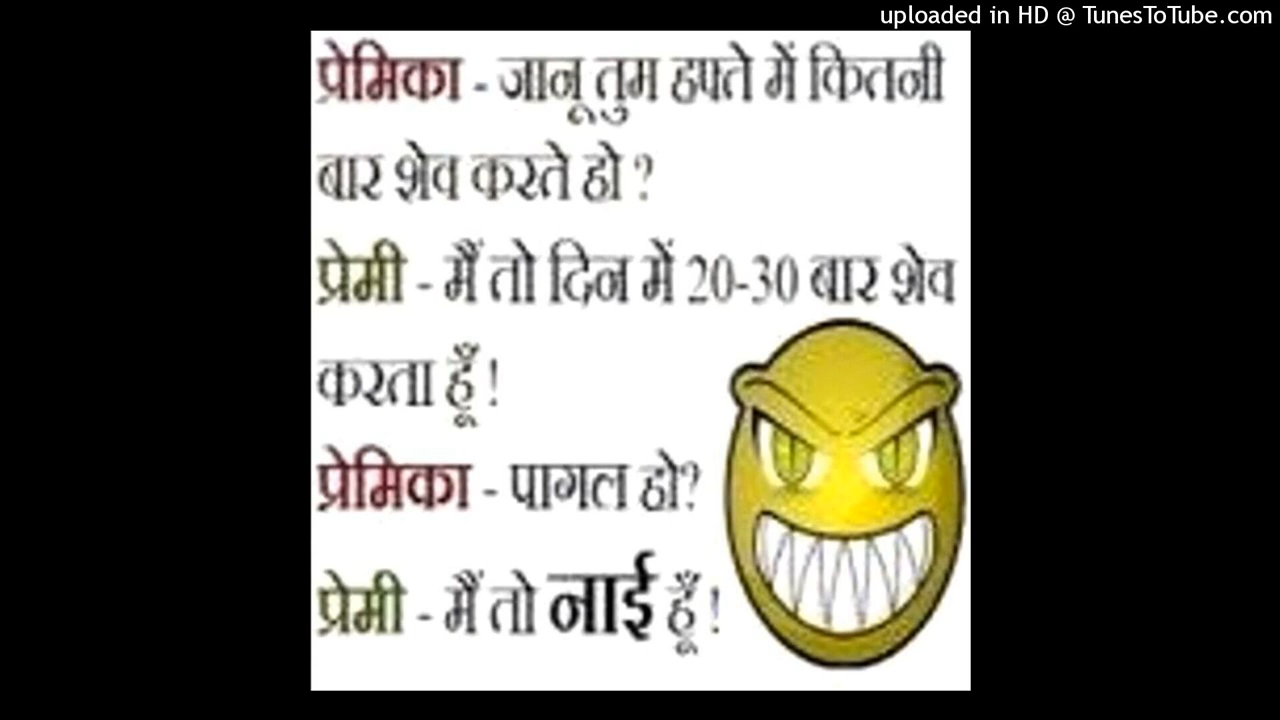 uploaded in HD @ TunesToTube.com
प्रेमिका - जानू तुम हफ्ते में कितनी
बार शेव करते हो ?
प्रेमी - मैं तो दिन में 20-30 बार शेव
करता हूँ !
प्रेमिका - पागल हो?
प्रेमी - मैं तो नाई हूँ !